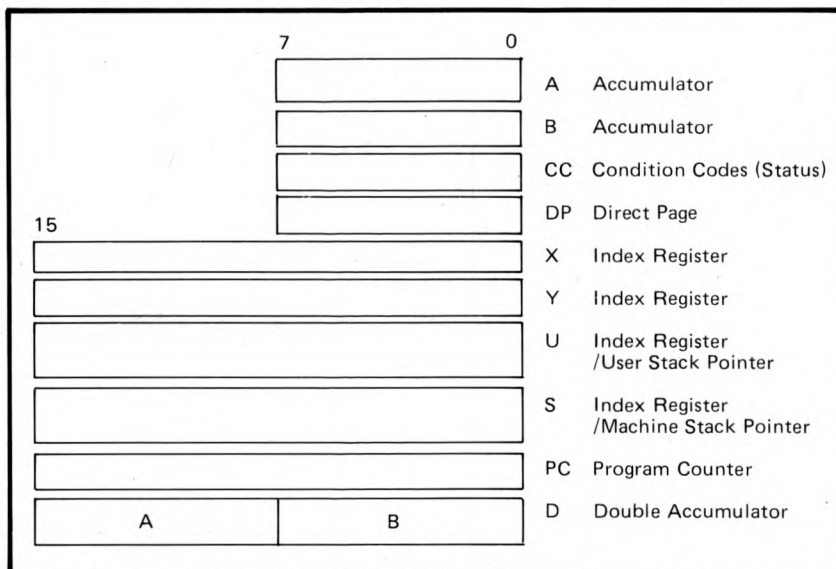 7 0
A Accumulator
B Accumulator
CC Condition Codes (Status)
DP Direct Page
15
X Index Register
Y Index Register
U Index Register
/User Stack Pointer
S Index Register
/Machine Stack Pointer
PC Program Counter
A B D Double Accumulator